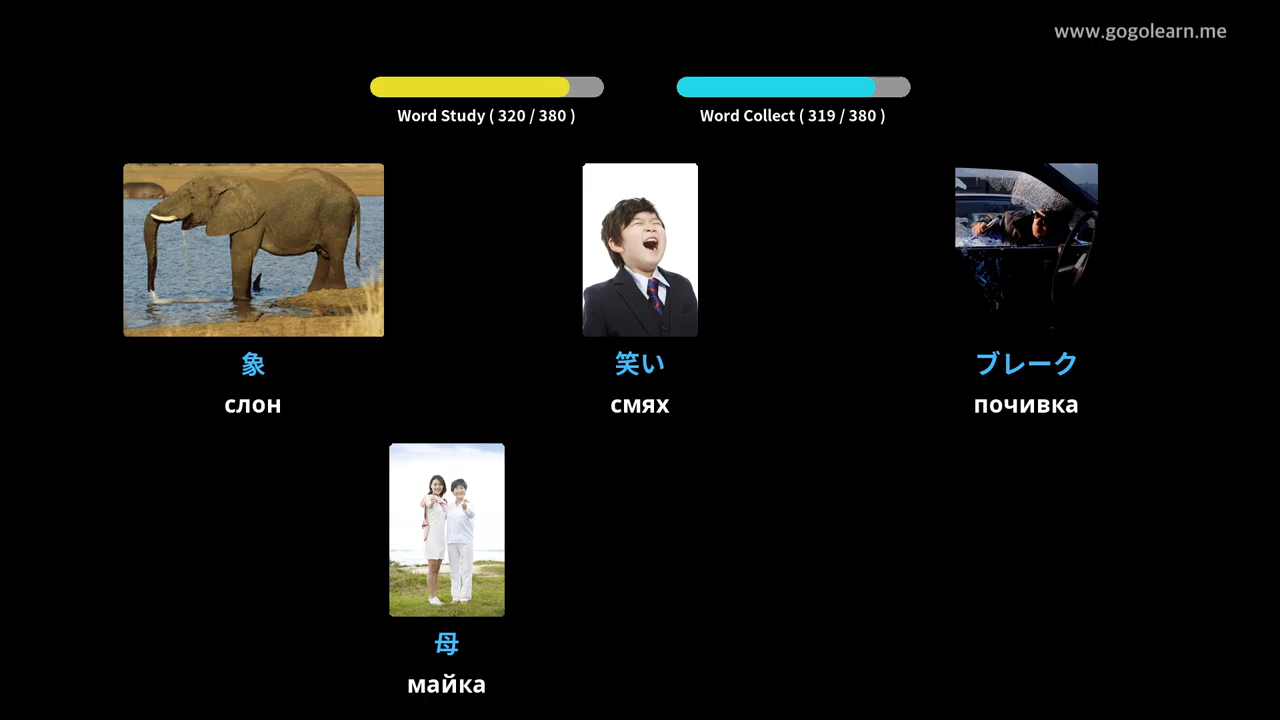 www.gogolearn.me
Word Study ( 320 / 380 )
Word Collect ( 319 / 380 )
象
слон
笑い
смях
ブレーク
почивка
母
майка